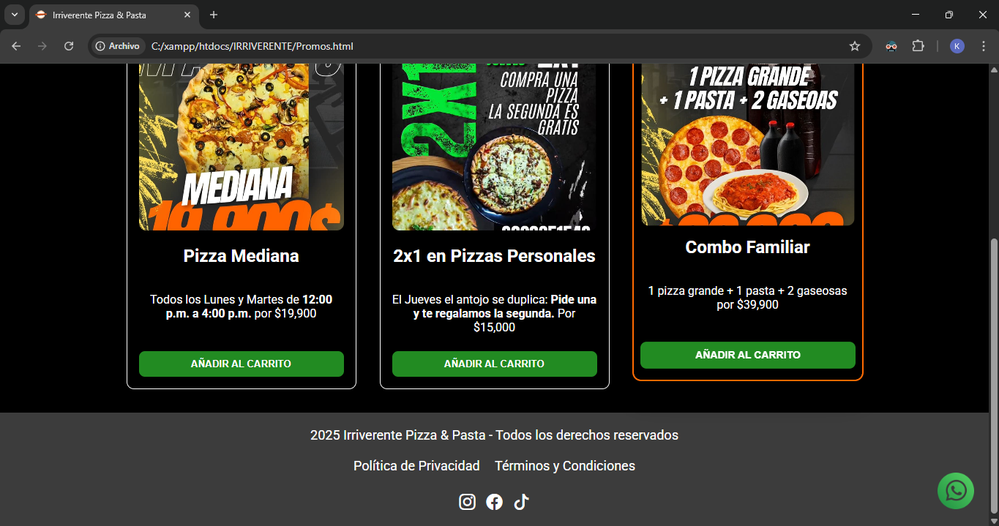 Irriverente Pizza & Pasta
Archivo
C:/xampp/htdocs/IRRIVERENTE/Promos.html
K
MEDIANA
19.900$
2X1
2X1
COMPRA UNA
PIZZA
LA SEGUNDA ES
GRATIS
1 PIZZA GRANDE
+ 1 PASTA + 2 GASEOAS
Pizza Mediana
Todos los Lunes y Martes de 12:00
p.m. a 4:00 p.m. por $19,900
AÑADIR AL CARRITO
2x1 en Pizzas Personales
El Jueves el antojo se duplica: Pide una
y te regalamos la segunda. Por
$15,000
AÑADIR AL CARRITO
Combo Familiar
1 pizza grande + 1 pasta + 2 gaseosas
por $39,900
AÑADIR AL CARRITO
2025 Irriverente Pizza & Pasta - Todos los derechos reservados
Política de Privacidad Términos y Condiciones